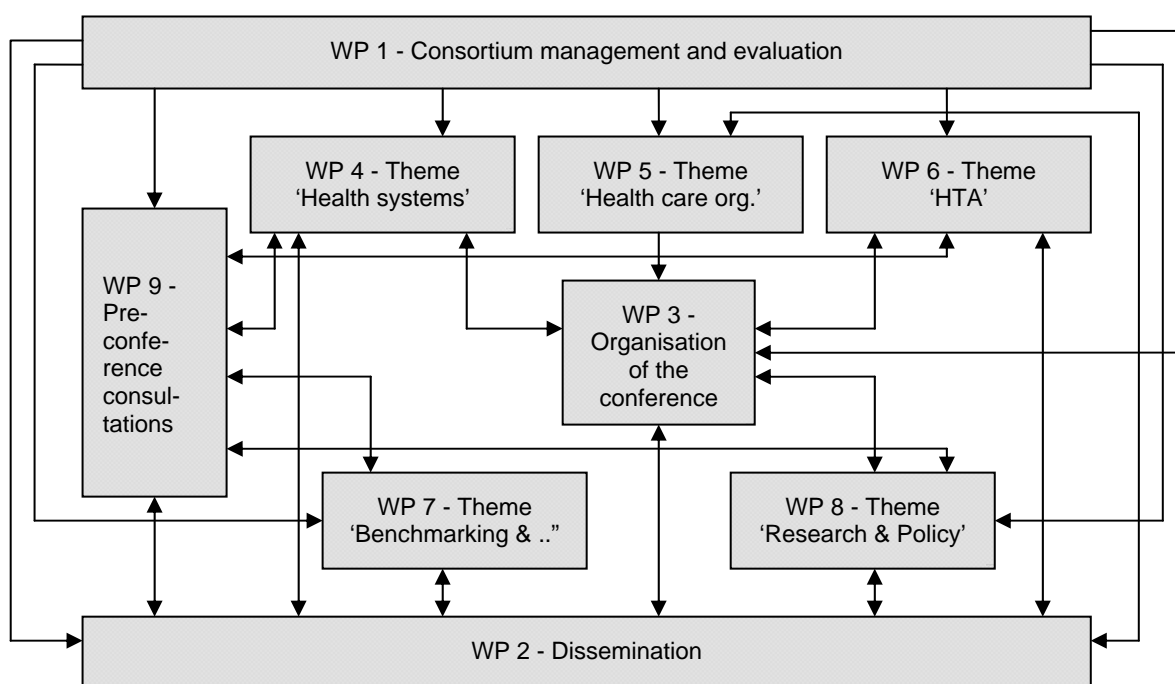 WP 1 - Consortium management and evaluation
WP 4 - Theme
‘Health systems’
WP 5 - Theme
‘Health care org.’
WP 6 - Theme
‘HTA’
WP 9 -
Pre-
confe-
rence
consul-
tations
WP 3 -
Organisation
of the
conference
WP 7 - Theme
‘Benchmarking & ..”
WP 8 - Theme
‘Research & Policy’
WP 2 - Dissemination